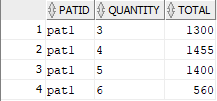 PATID QUANTITY TOTAL
1 pat1 3 1300
2 pat1 4 1455
3 pat1 5 1400
4 pat1 6 560